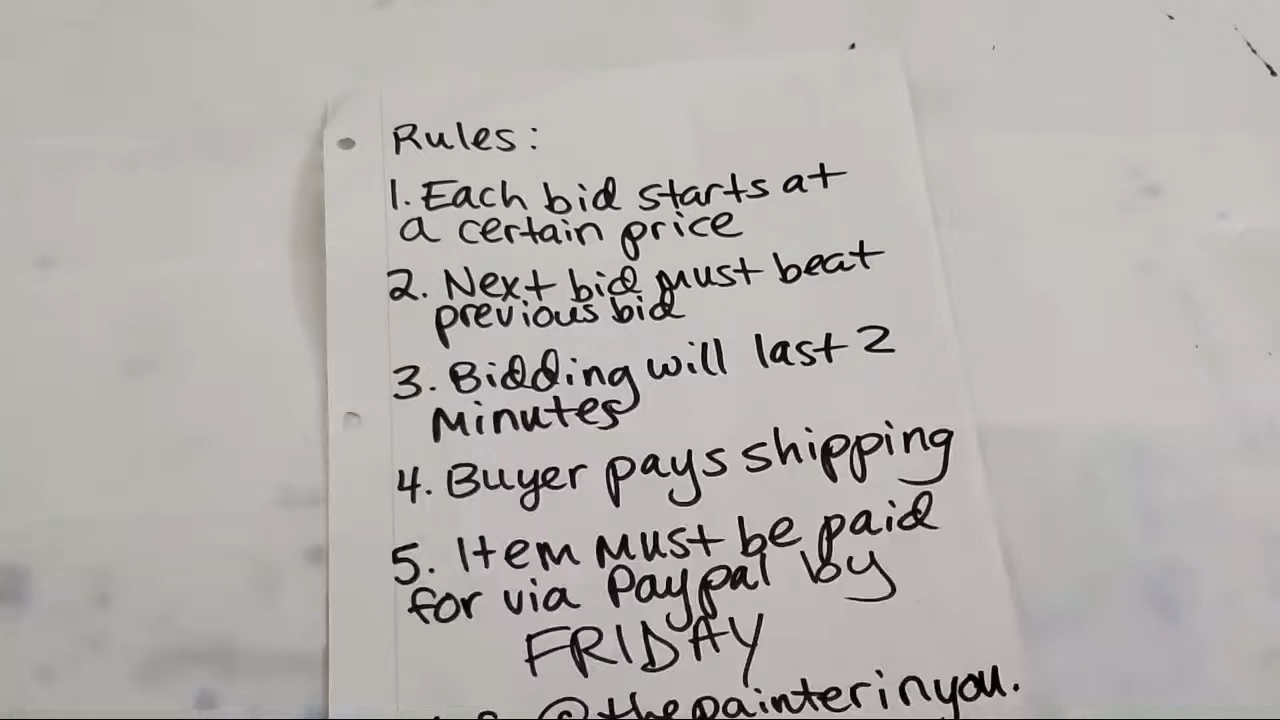 Rules:
1. Each bid starts at
a certain price
2. Next bid must beat
previous bid
3. Bidding will last 2
minutes
4. Buyer pays shipping
5. Item must be paid
for via Paypal by
FRIDAY
@thepainterinyou.